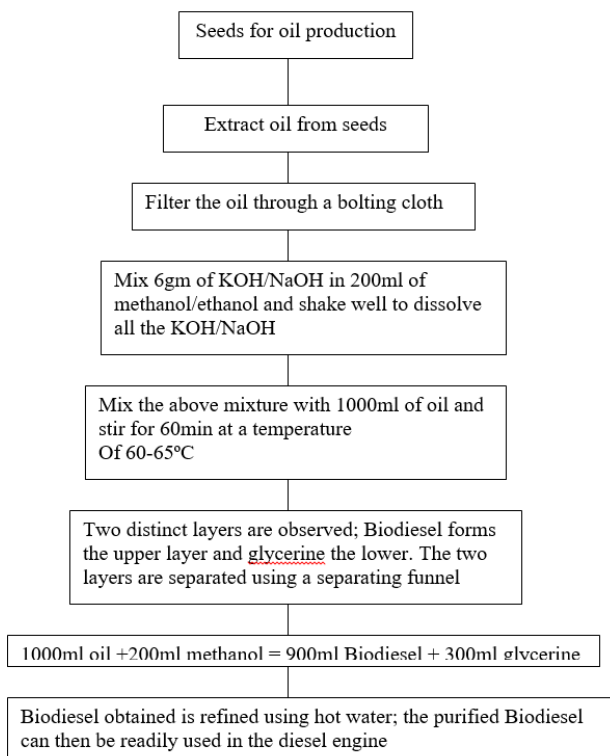 Seeds for oil production
Extract oil from seeds
Filter the oil through a bolting cloth
Mix 6gm of KOH/NaOH in 200ml of
methanol/ethanol and shake well to dissolve
all the KOH/NaOH
Mix the above mixture with 1000ml of oil and
stir for 60min at a temperature
Of 60-65ºC
Two distinct layers are observed; Biodiesel forms
the upper layer and glycerine the lower. The two
layers are separated using a separating funnel
1000ml oil +200ml methanol = 900ml Biodiesel + 300ml glycerine
Biodiesel obtained is refined using hot water; the purified Biodiesel
can then be readily used in the diesel engine